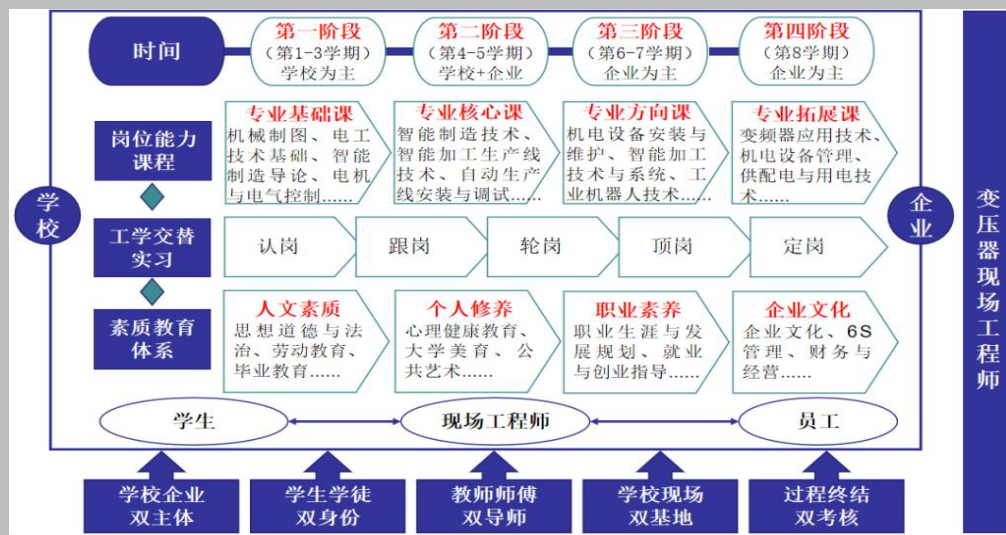 时间
第一阶段
（第1-3学期）
学校为主
第二阶段
（第4-5学期）
学校+企业
第三阶段
（第6-7学期）
企业为主
第四阶段
（第8学期）
企业为主
岗位能力
课程
专业基础课
机械制图、电工
技术基础、智能
制造导论、电机
与电气控制......
专业核心课
智能制造技术、
智能加工生产线
技术、自动生产
线安装与调试......
专业方向课
机电设备安装与
维护、智能加工
技术与系统、工
业机器人技术......
专业拓展课
变频器应用技术、
机电设备管理、
供配电与用电技
术......
学校
企业
工学交替
实习
认岗
跟岗
轮岗
顶岗
定岗
素质教育
体系
人文素质
思想道德与法
治、劳动教育、
毕业教育......
个人修养
心理健康教育、
大学美育、公
共艺术......
职业素养
职业生涯与发
展规划、就业
与创业指导......
企业文化
企业文化、6S
管理、财务与
经营......
学生
现场工程师
员工
学校企业
双主体
学生学徒
双身份
教师师傅
双导师
学校现场
双基地
过程终结
双考核
变压器现场工程师